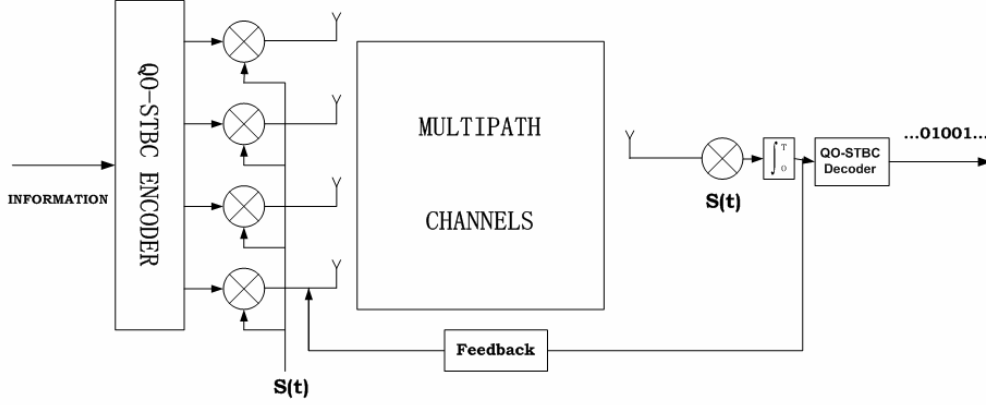 INFORMATION
QO-STBC ENCODER
S(t)
MULTIPATH
CHANNELS
Feedback
S(t)
∫ T O
QO-STBC
Decoder
...01001...